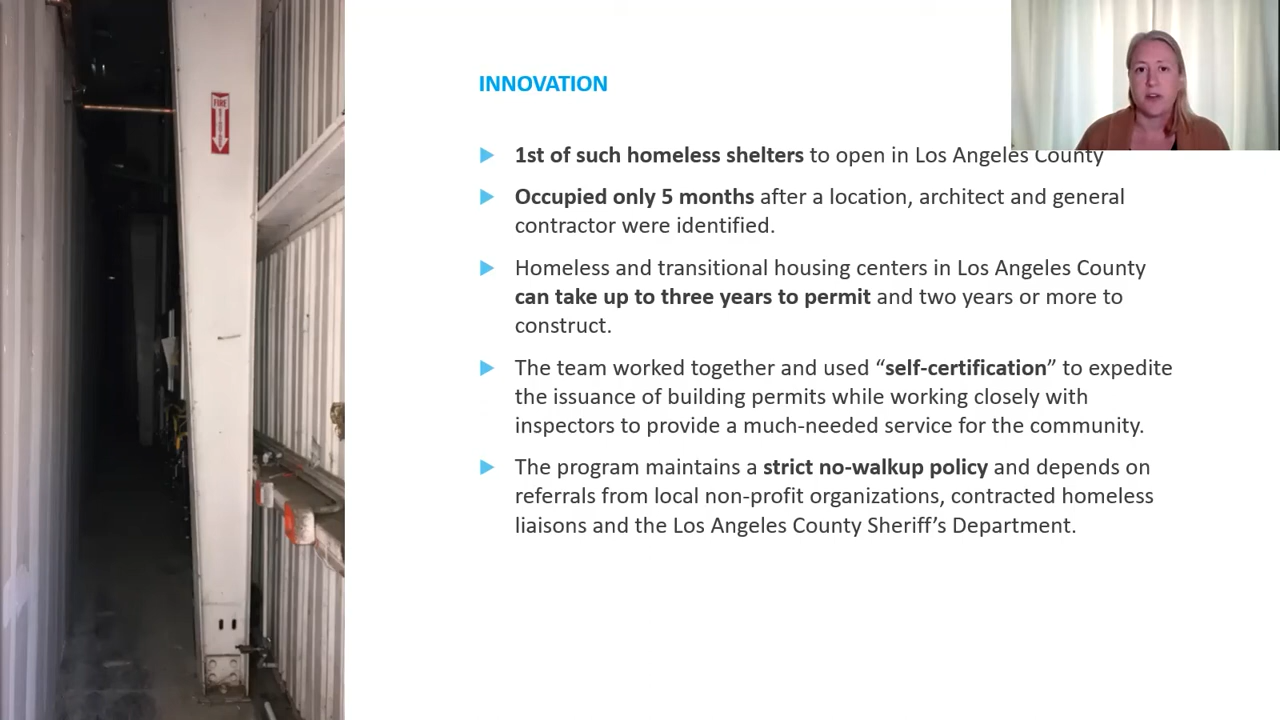 FIRE
INNOVATION
1st of such homeless shelters to open in Los Angeles County
Occupied only 5 months after a location, architect and general
contractor were identified.
Homeless and transitional housing centers in Los Angeles County
can take up to three years to permit and two years or more to
construct.
The team worked together and used “self-certification” to expedite
the issuance of building permits while working closely with
inspectors to provide a much-needed service for the community.
The program maintains a strict no-walkup policy and depends on
referrals from local non-profit organizations, contracted homeless
liaisons and the Los Angeles County Sheriff’s Department.